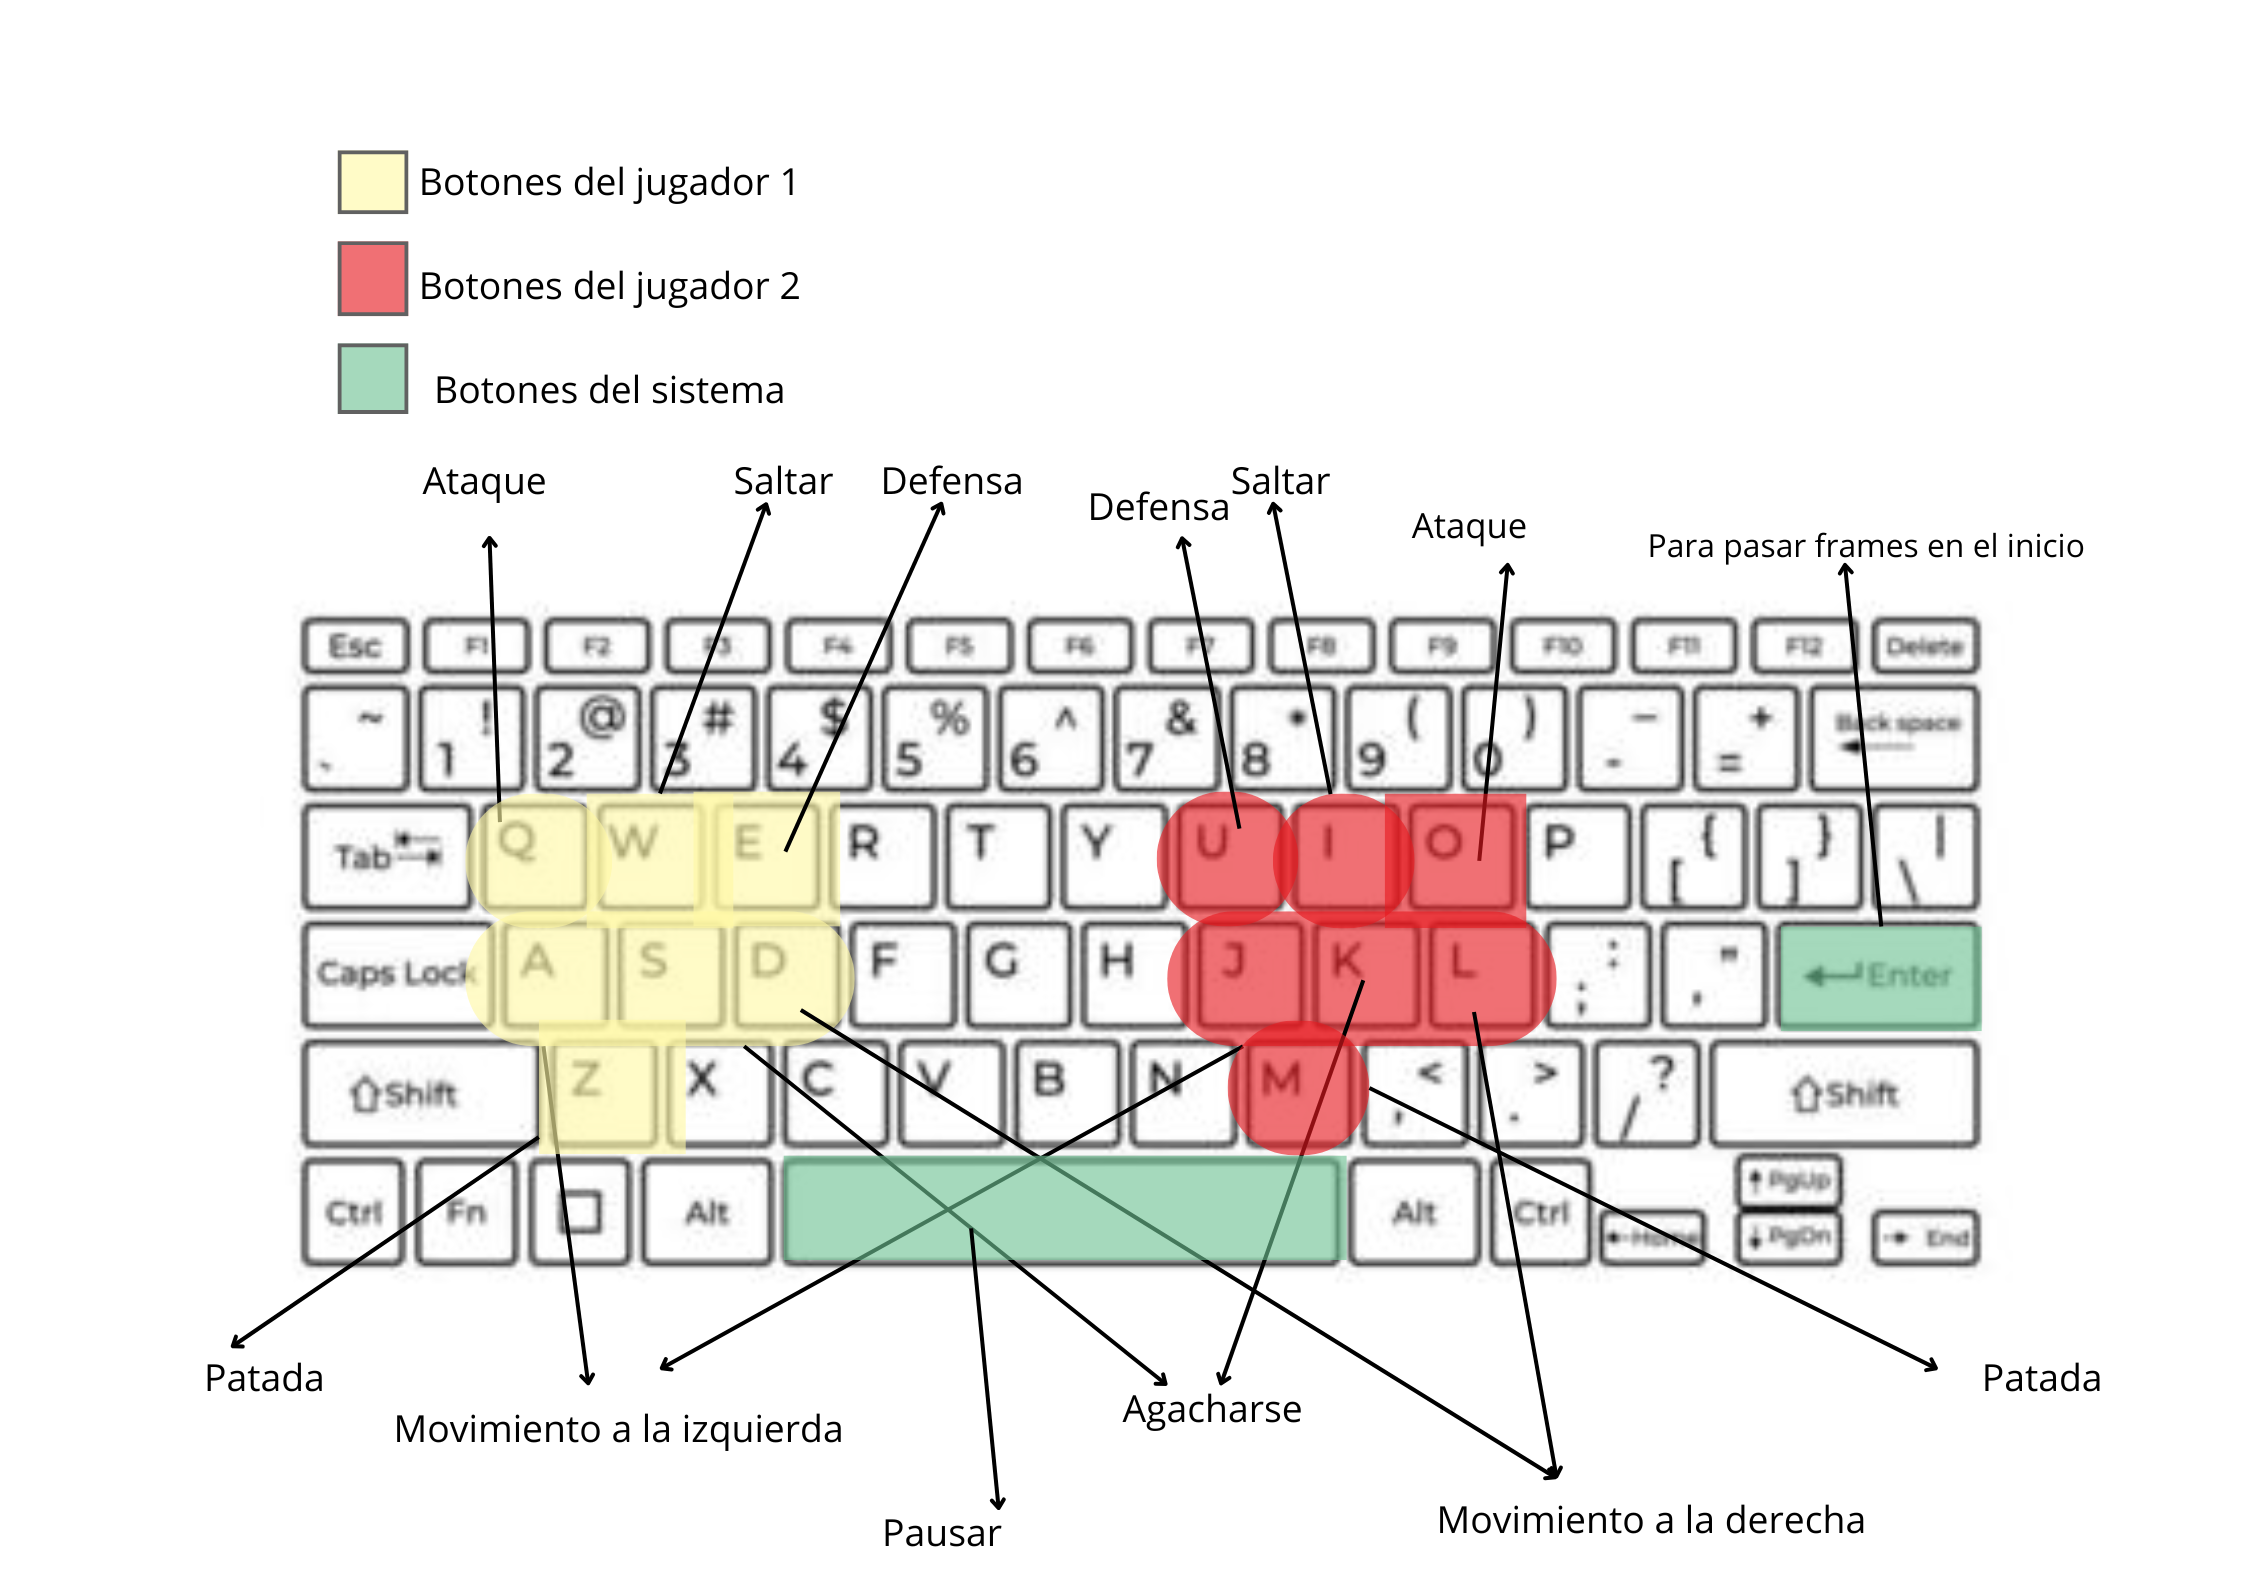 Botones del jugador 1
Botones del jugador 2
Botones del sistema
Ataque Saltar Defensa Defensa Saltar Ataque Para pasar frames en el inicio
Esc F1 F2 F3 F4 F5 F6 F7 F8 F9 F10 F11 F12 Delete
~ ! @ # $ % ^ & * ( ) _ + Back space
` 1 2 3 4 5 6 7 8 9 0 - =
Tab Q W E R T Y U I O P { [ } ] | \
Caps Lock A S D F G H J K L : ; " , Enter
Shift Z X C V B N M < , > . ? / Shift
Ctrl Fn Alt Alt Ctrl Home PgUp PgDn End
Patada Movimiento a la izquierda Agacharse Patada
Pausar Movimiento a la derecha